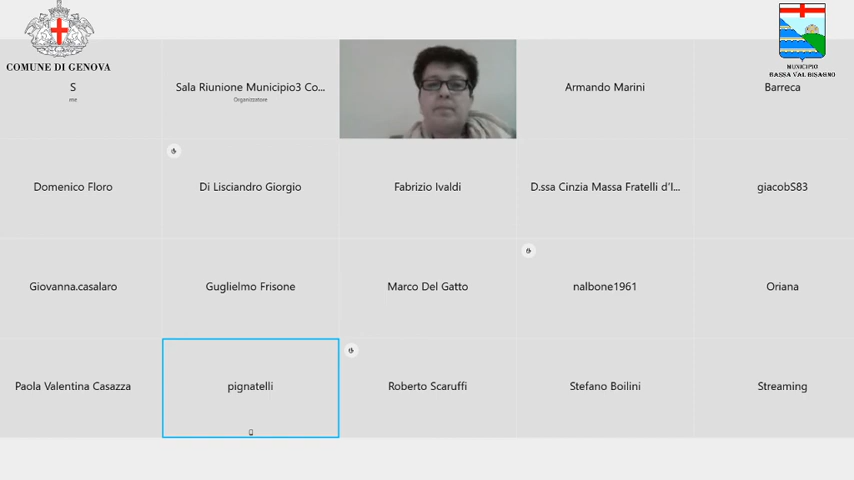 COMUNE DI GENOVA
MUNICIPIO
BASSA VAL BISAGNO
S
me
Sala Riunione Municipio3 Co...
Organizzatore
Armando Marini
Barreca
Domenico Floro
Di Lisciandro Giorgio
Fabrizio Ivaldi
D.ssa Cinzia Massa Fratelli d'I...
giacobS83
Giovanna.casalaro
Guglielmo Frisone
Marco Del Gatto
nalbone1961
Oriana
Paola Valentina Casazza
pignatelli
Roberto Scaruffi
Stefano Boilini
Streaming